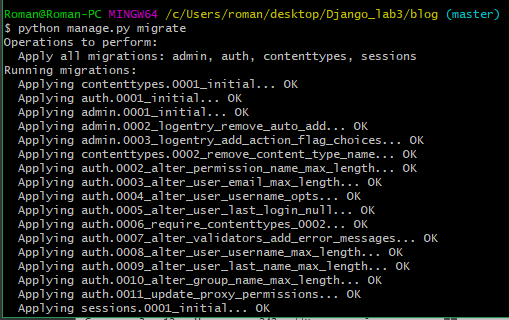 Roman@Roman-PC MINGW64 /c/Users/roman/desktop/Django_lab3/blog (master)
$ python manage.py migrate
Operations to perform:
  Apply all migrations: admin, auth, contenttypes, sessions
Running migrations:
  Applying contenttypes.0001_initial... OK
  Applying auth.0001_initial... OK
  Applying admin.0001_initial... OK
  Applying admin.0002_logentry_remove_auto_add... OK
  Applying admin.0003_logentry_add_action_flag_choices... OK
  Applying contenttypes.0002_remove_content_type_name... OK
  Applying auth.0002_alter_permission_name_max_length... OK
  Applying auth.0003_alter_user_email_max_length... OK
  Applying auth.0004_alter_user_username_opts... OK
  Applying auth.0005_alter_user_last_login_null... OK
  Applying auth.0006_require_contenttypes_0002... OK
  Applying auth.0007_alter_validators_add_error_messages... OK
  Applying auth.0008_alter_user_username_max_length... OK
  Applying auth.0009_alter_user_last_name_max_length... OK
  Applying auth.0010_alter_group_name_max_length... OK
  Applying auth.0011_update_proxy_permissions... OK
  Applying sessions.0001_initial... OK